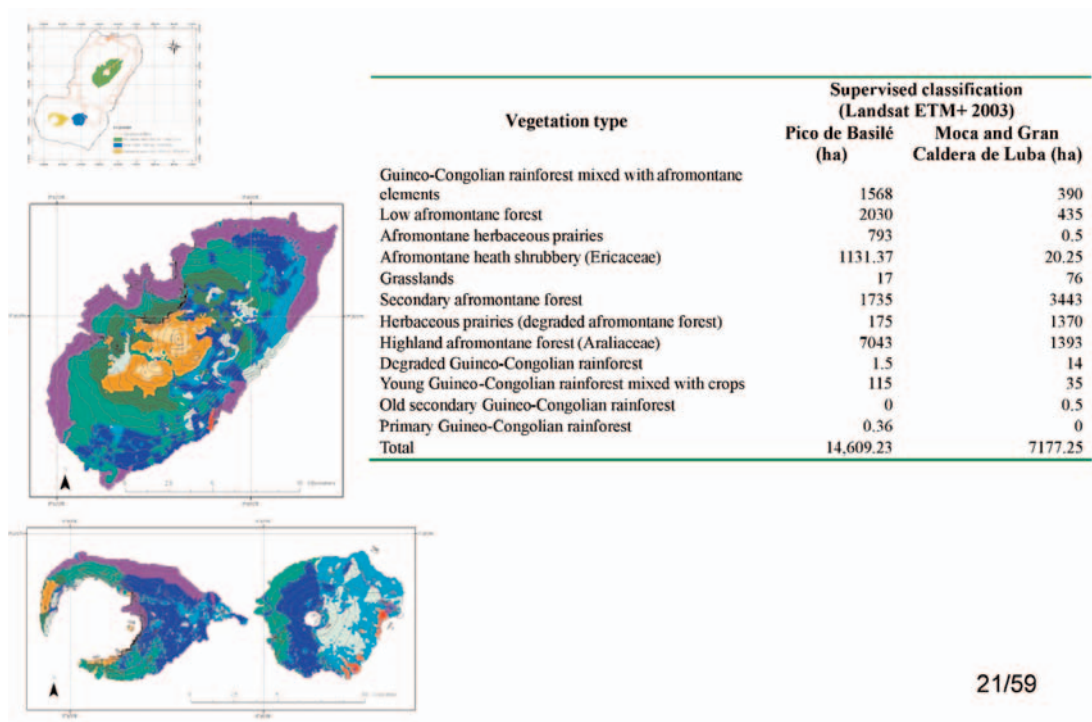 Supervised classification
(Landsat ETM+ 2003)
Vegetation type
Pico de Basilé Moca and Gran
(ha) Caldera de Luba (ha)
Guineo-Congolian rainforest mixed with afromontane
elements 1568 390
Low afromontane forest 2030 435
Afromontane herbaceous prairies 793 0.5
Afromontane heath shrubbery (Ericaceae) 1131.37 20.25
Grasslands 17 76
Secondary afromontane forest 1735 3443
Herbaceous prairies (degraded afromontane forest) 175 1370
Highland afromontane forest (Araliaceae) 7043 1393
Degraded Guineo-Congolian rainforest 1.5 14
Young Guineo-Congolian rainforest mixed with crops 115 35
Old secondary Guineo-Congolian rainforest 0 0.5
Primary Guineo-Congolian rainforest 0.36 0
Total 14,609.23 7177.25
21/59